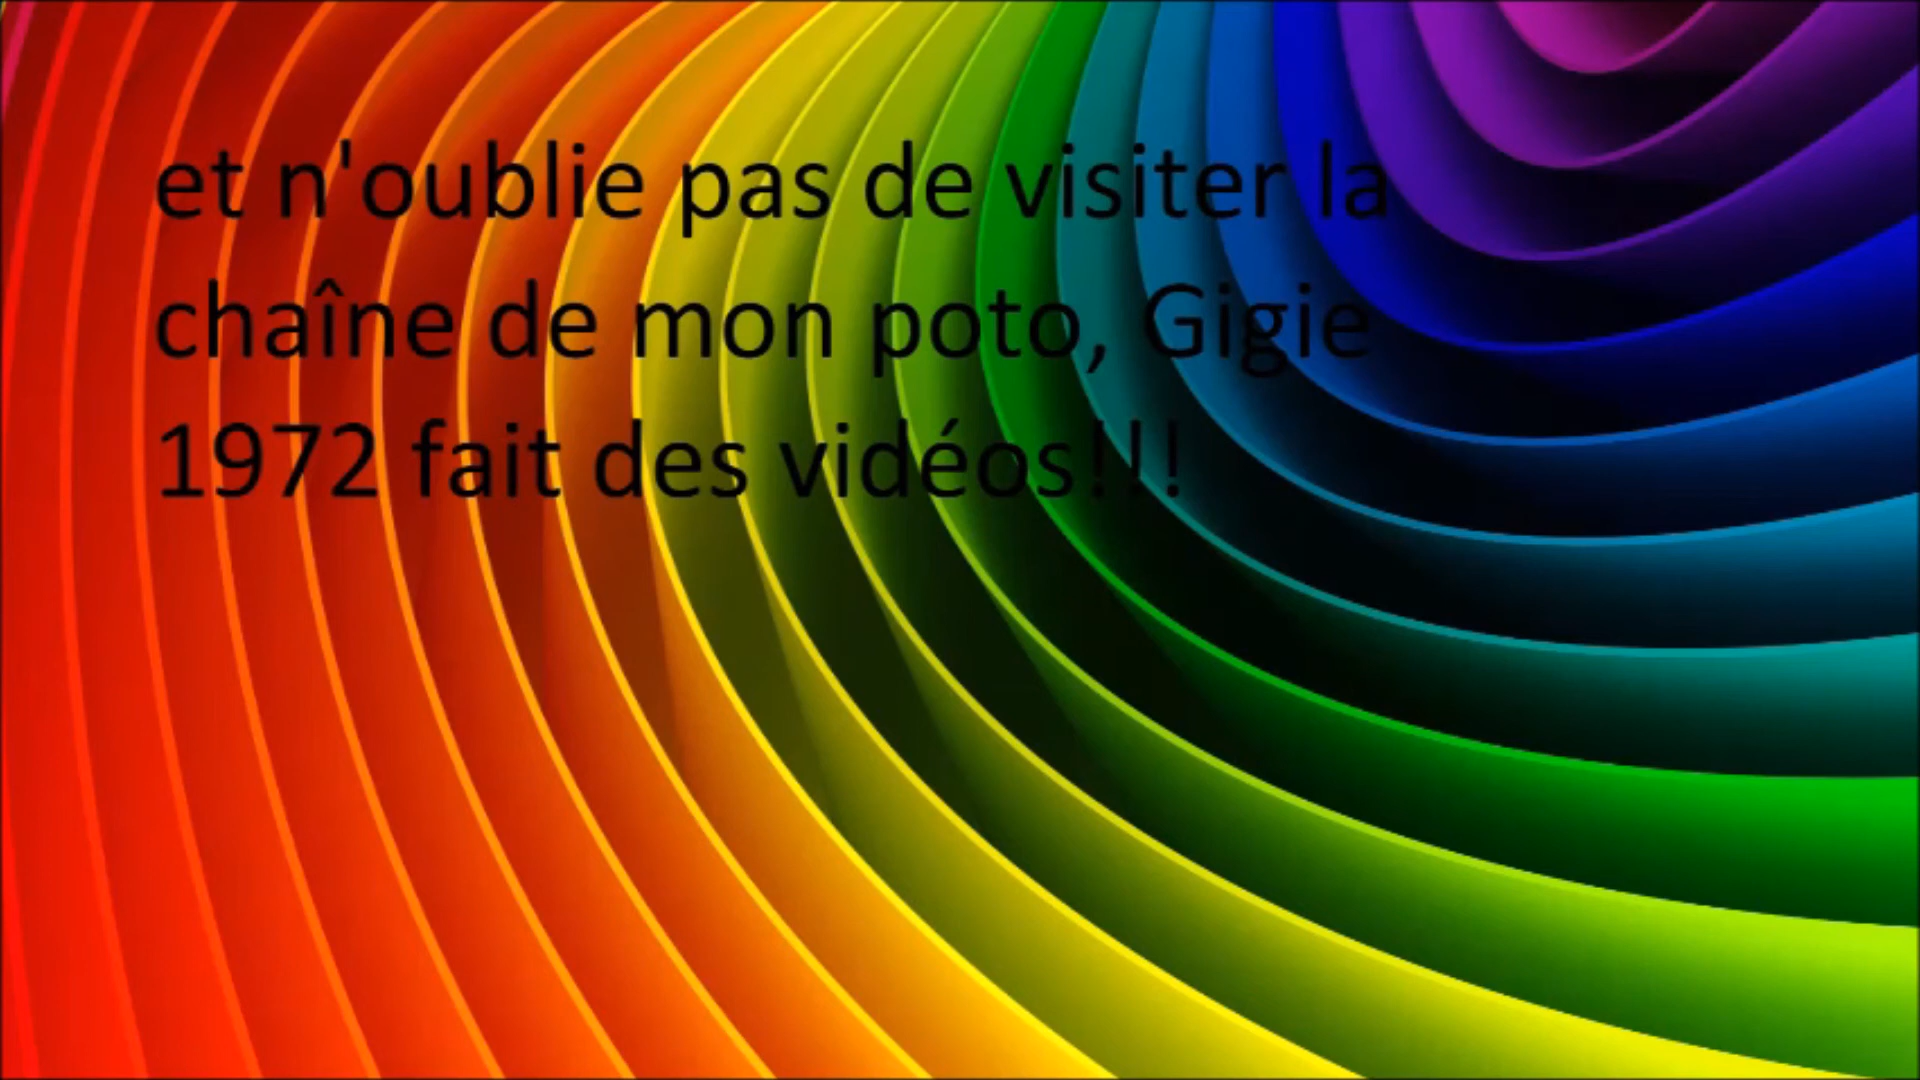 et n'oublie pas de visiter la
chaîne de mon poto, Gigie
1972 fait des vidéos!!!